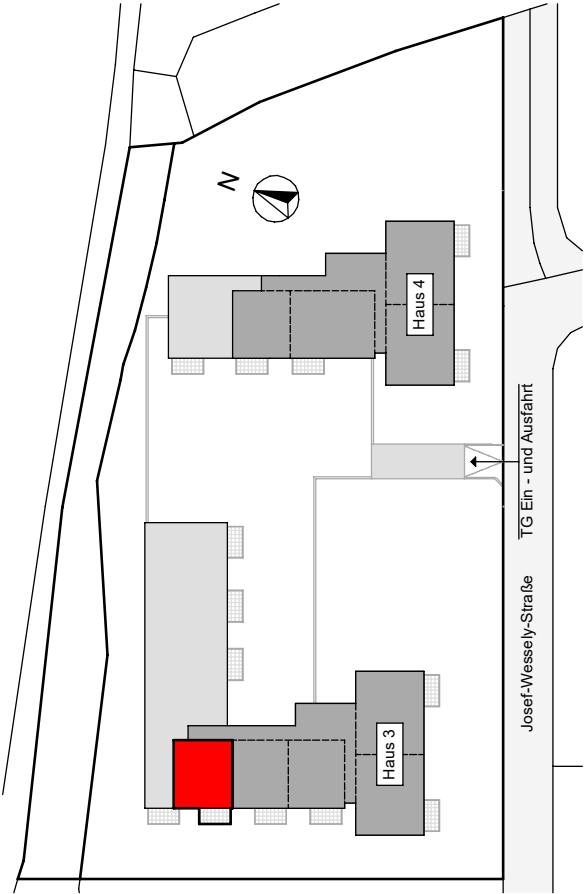 N
Haus 4
TG Ein - und Ausfahrt
Josef-Wessely-Straße
Haus 3